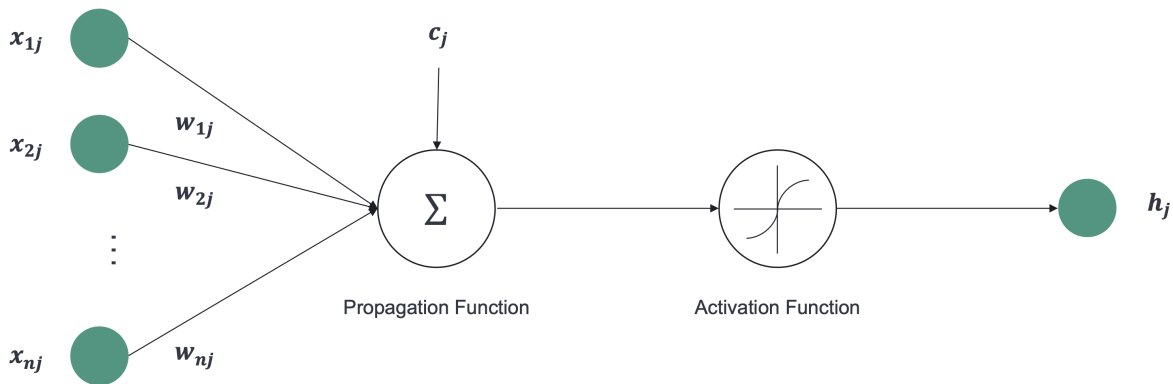 x₁ⱼ
cⱼ
w₁ⱼ
x₂ⱼ
w₂ⱼ
Σ
hⱼ
⋮
Propagation Function
Activation Function
xₙⱼ
wₙⱼ